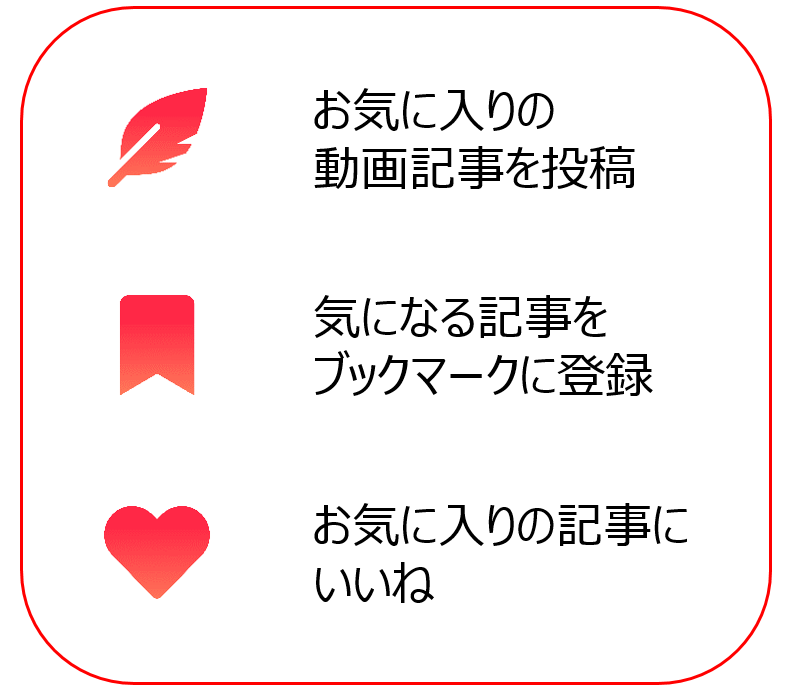 お気に入りの
動画記事を投稿
気になる記事を
ブックマークに登録
お気に入りの記事に
いいね